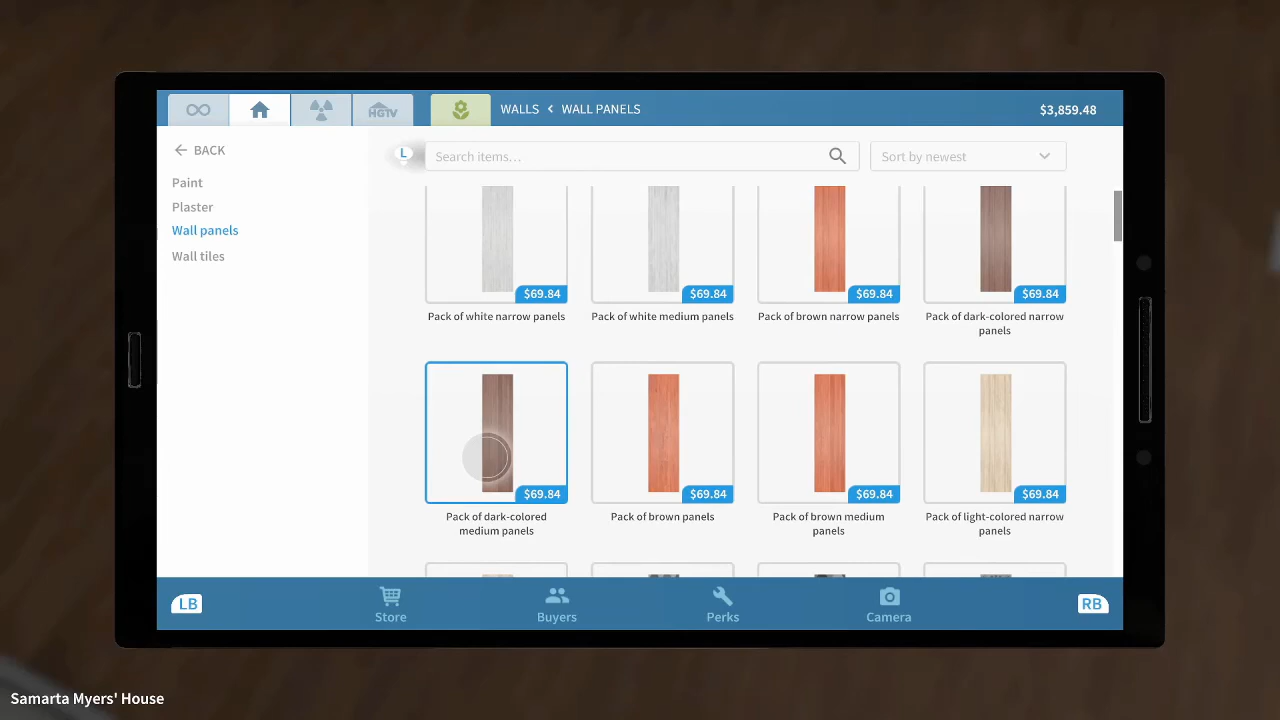 HGTV
WALLS < WALL PANELS
$3,859.48
BACK
L
Search items...
Sort by newest
Paint
Plaster
Wall panels
Wall tiles
$69.84
$69.84
$69.84
$69.84
Pack of white narrow panels
Pack of white medium panels
Pack of brown narrow panels
Pack of dark-colored narrow
panels
$69.84
$69.84
$69.84
$69.84
Pack of dark-colored
medium panels
Pack of brown panels
Pack of brown medium
panels
Pack of light-colored narrow
panels
LB
Store
Buyers
Perks
Camera
RB
Samarta Myers' House